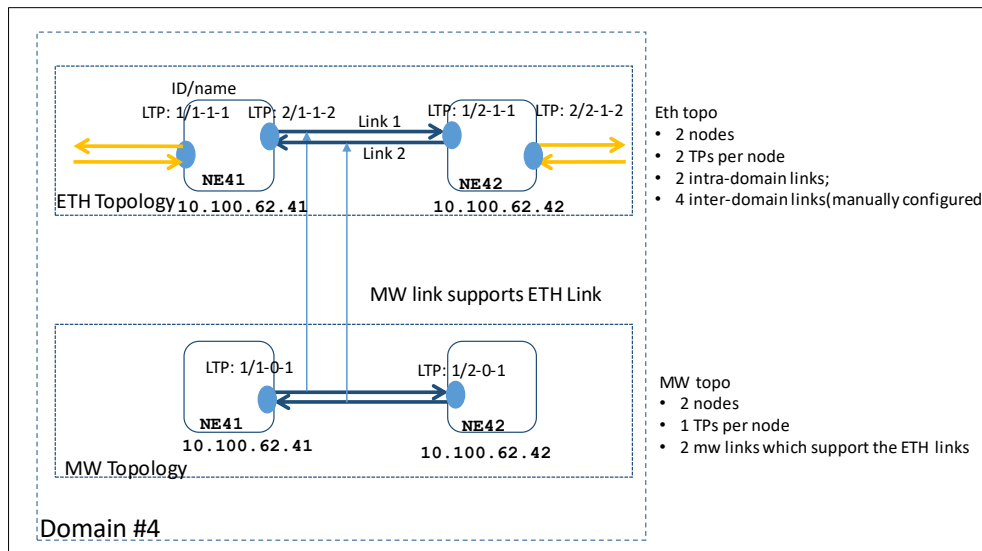 ID/name
LTP: 1/1-1-1
LTP: 2/1-1-2
Link 1
Link 2
LTP: 1/2-1-1
LTP: 2/2-1-2
NE41
10.100.62.41
NE42
10.100.62.42
ETH Topology
Eth topo
• 2 nodes
• 2 TPs per node
• 2 intra-domain links;
• 4 inter-domain links(manually configured
MW link supports ETH Link
LTP: 1/1-0-1
LTP: 1/2-0-1
NE41
10.100.62.41
NE42
10.100.62.42
MW Topology
MW topo
• 2 nodes
• 1 TPs per node
• 2 mw links which support the ETH links
Domain #4